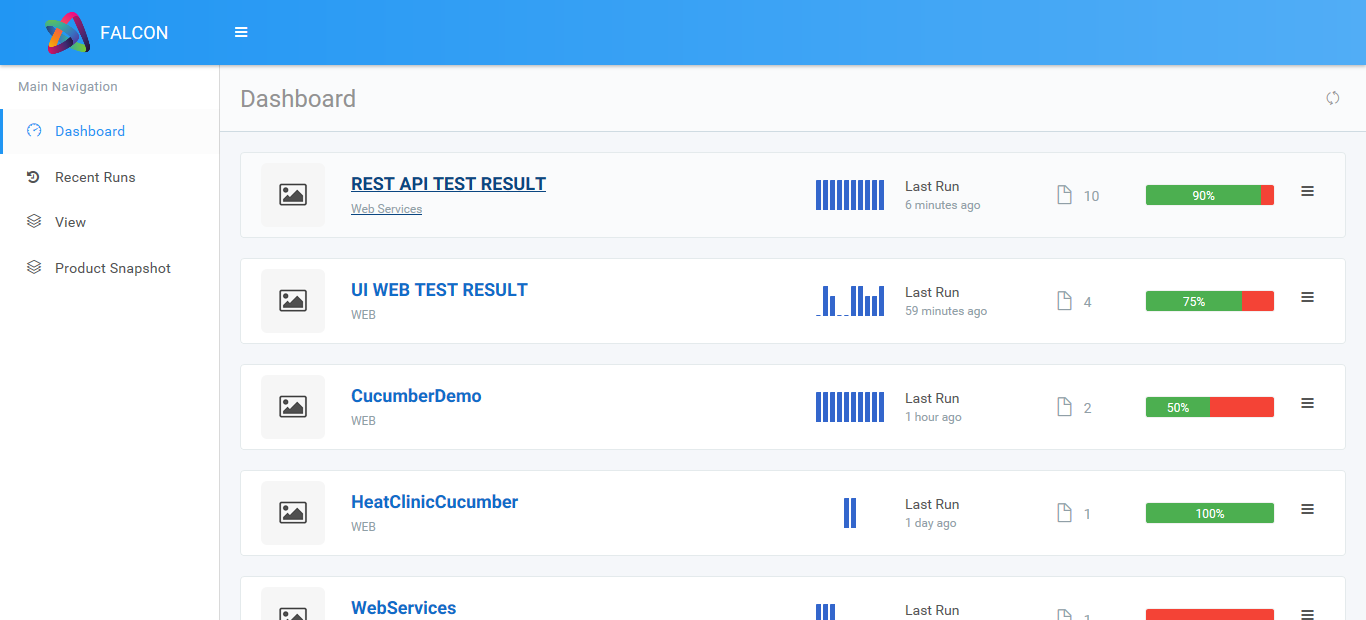 FALCON
Main Navigation
Dashboard
Recent Runs
View
Product Snapshot
Dashboard
REST API TEST RESULT
Web Services
Last Run
6 minutes ago
10
90%
UI WEB TEST RESULT
WEB
Last Run
59 minutes ago
4
75%
CucumberDemo
WEB
Last Run
1 hour ago
2
50%
HeatClinicCucumber
WEB
Last Run
1 day ago
1
100%
WebServices
Last Run